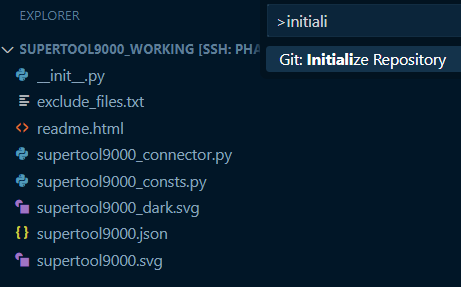 EXPLORER
>initiali
SUPERTOOL9000_WORKING [SSH: PHA
Git: Initialize Repository
__init__.py
exclude_files.txt
readme.html
supertool9000_connector.py
supertool9000_consts.py
supertool9000_dark.svg
supertool9000.json
supertool9000.svg